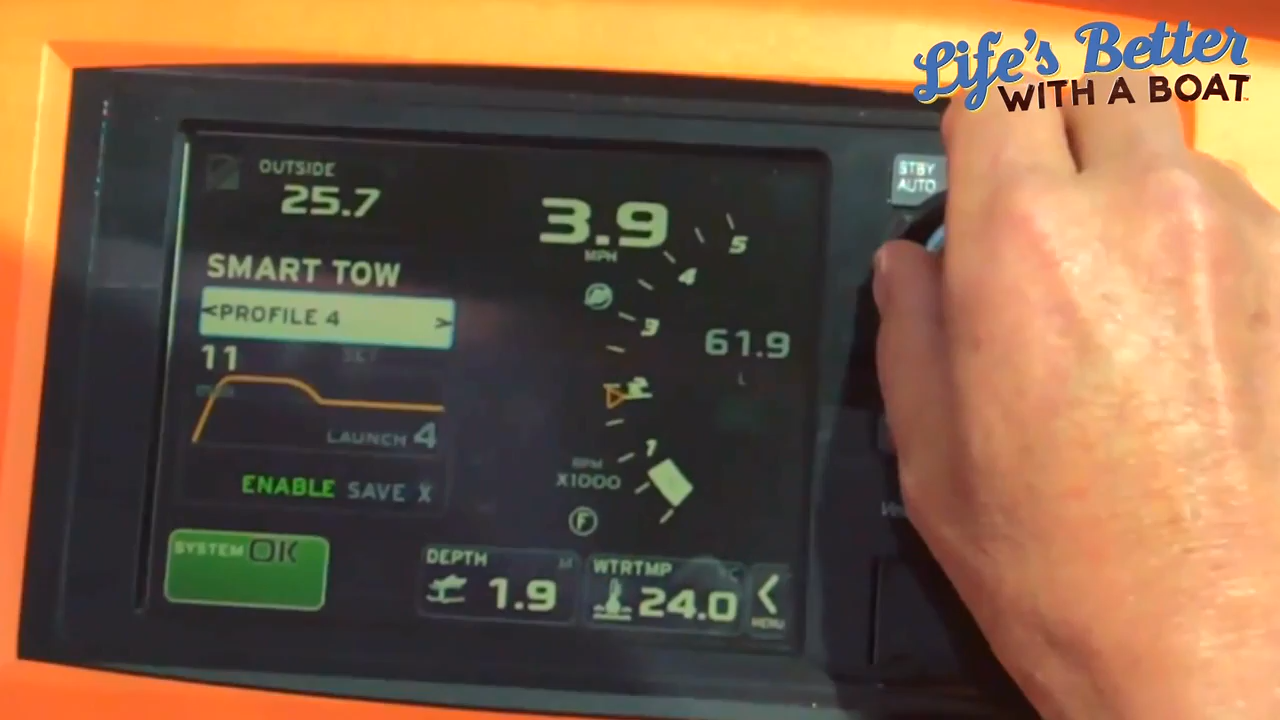 Life's Better
WITH A BOAT
STBY
AUTO
OUTSIDE
25.7
3.9
MPH
5
4
3
2
1
SMART TOW
<PROFILE 4 >
11
SET
61.9
L
LAUNCH 4
RPM
X1000
ENABLE SAVE X
F
SYSTEM OK
DEPTH M
1.9
WTRTMP
24.0
MENU